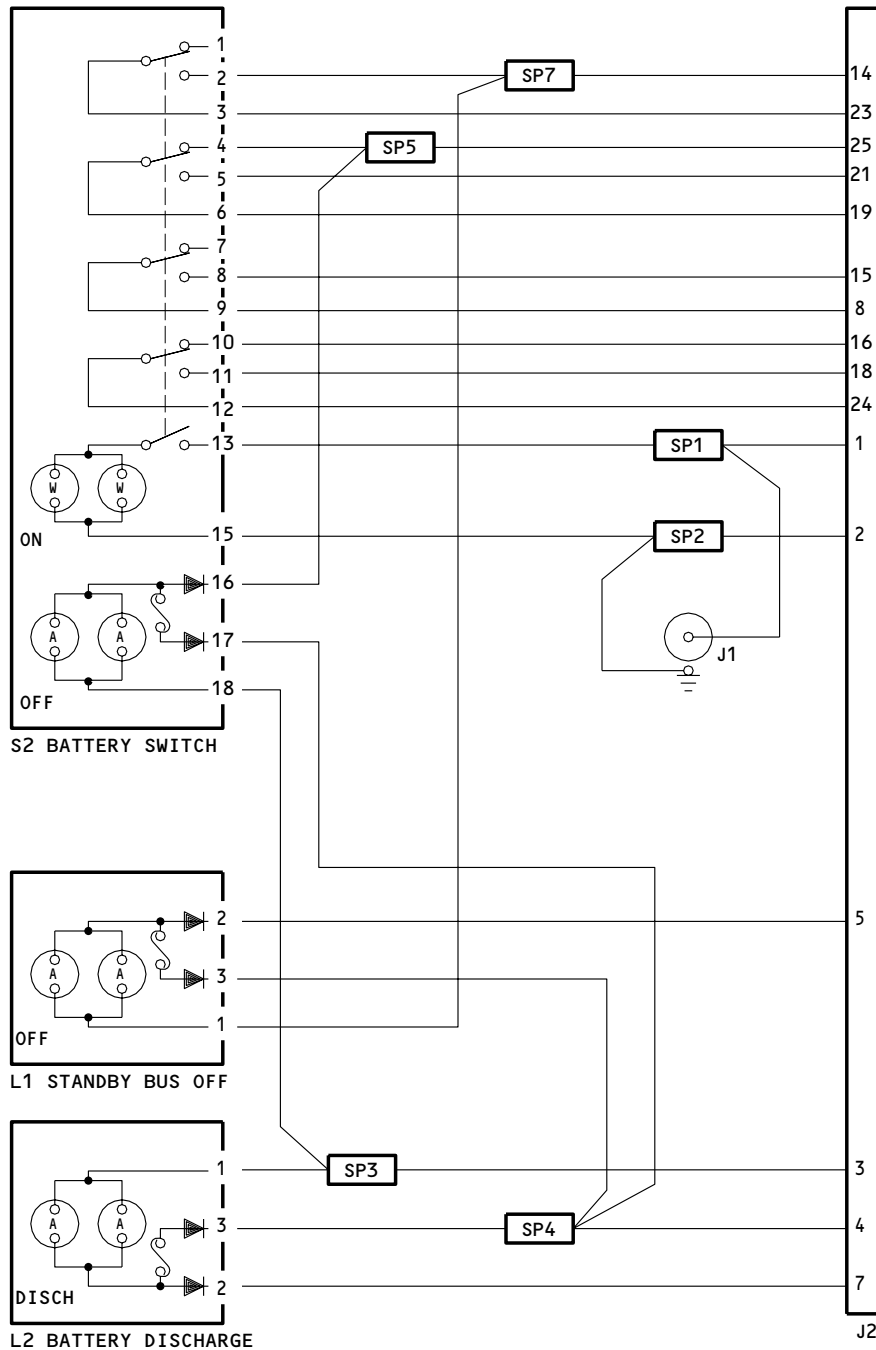 1
2 SP7 14
3 23
4 SP5 25
5 21
6 19
7
8 15
9 8
10 16
11 18
12 24
13 SP1 1
W W
ON
15 SP2 2
16
A A
17
J1
OFF
18
S2 BATTERY SWITCH
2 5
A A
3
OFF
1
L1 STANDBY BUS OFF
1 SP3 3
A A
3 SP4 4
DISCH
2 7
L2 BATTERY DISCHARGE
J2